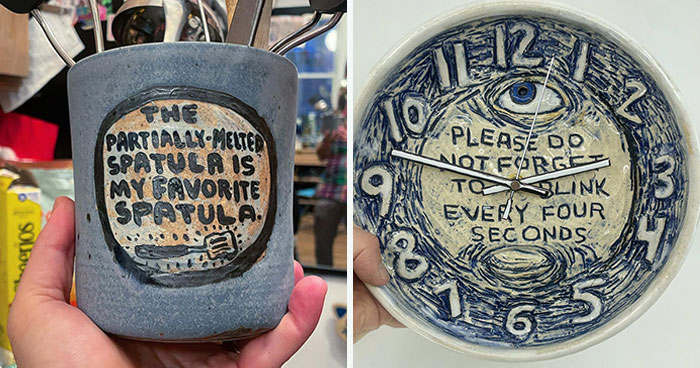 THE
PARTIALLY-MELTED
SPATULA IS
MY FAVORITE
SPATULA.
12
11
1
10
2
PLEASE DO
NOT FORGET
TO BLINK
EVERY FOUR
SECONDS
9
3
8
4
7
5
6